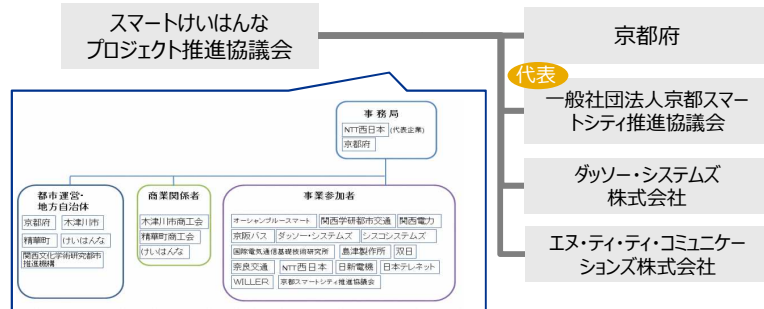 スマートけいはんな
プロジェクト推進協議会
京都府
代表
一般社団法人京都スマー
トシティ推進協議会
ダッソー・システムズ
株式会社
エヌ・ティ・ティ・コミュニケー
ションズ株式会社
事務局
NTT西日本 (代表企業)
京都府
都市運営・
地方自治体
京都府 木津川市
精華町 けいはんな
関西文化学術研究都市
推進機構
商業関係者
木津川市商工会
精華町商工会
けいはんな
事業参加者
オーシャンブルースマート 関西学研都市交通 関西電力
京阪バス ダッソー・システムズ シスコシステムズ
国際電気通信基礎技術研究所 島津製作所 双日
奈良交通 NTT西日本 日新電機 日本テレネット
WILLER 京都スマートシティ推進協議会